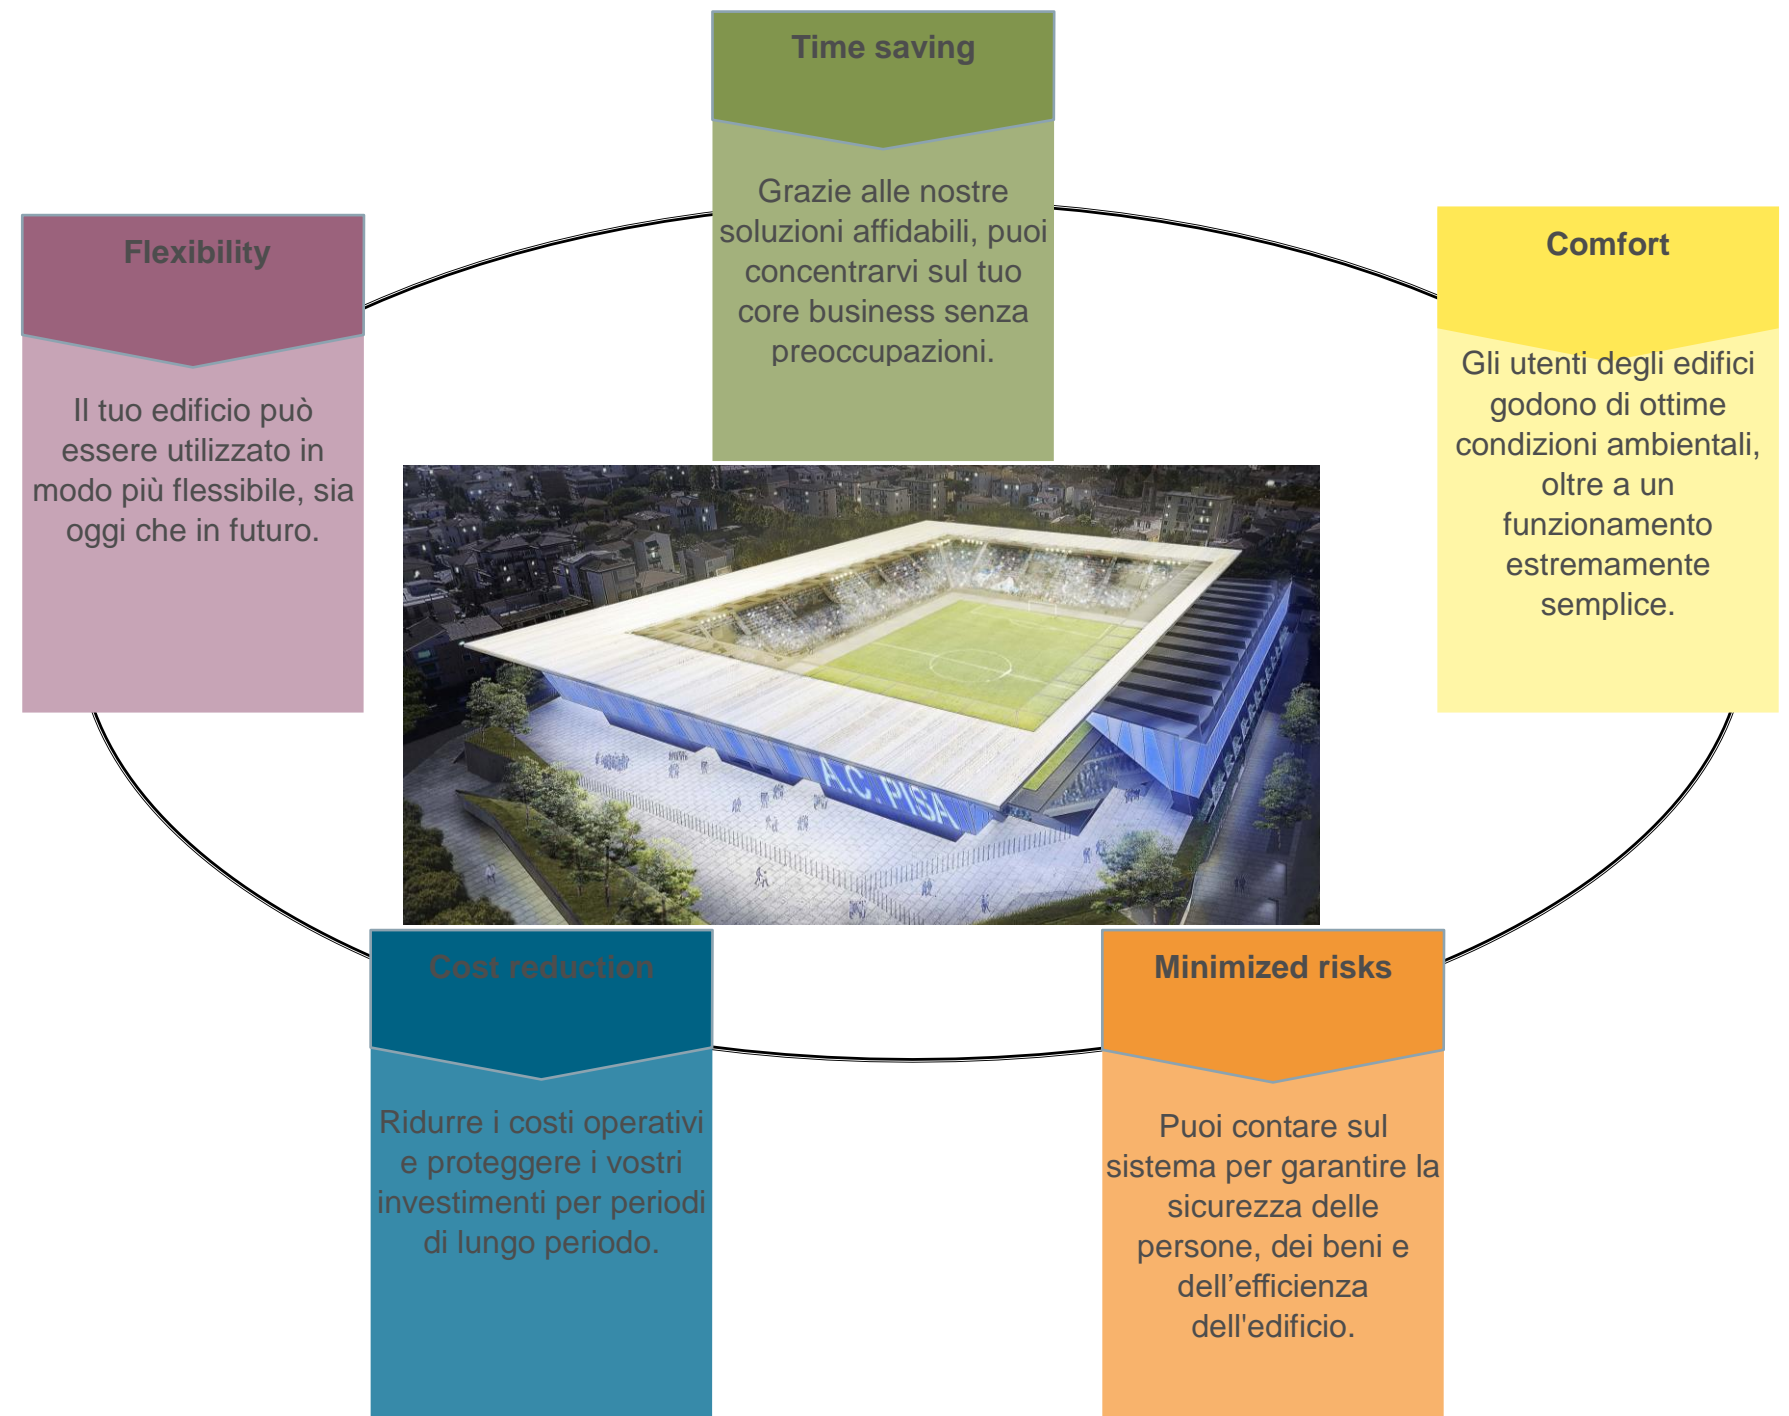 Time saving
Grazie alle nostre
soluzioni affidabili, puoi
concentrarvi sul tuo
core business senza
preoccupazioni.
Flexibility
Il tuo edificio può
essere utilizzato in
modo più flessibile, sia
oggi che in futuro.
Comfort
Gli utenti degli edifici
godono di ottime
condizioni ambientali,
oltre a un
funzionamento
estremamente
semplice.
A.C. PISA
Cost reduction
Ridurre i costi operativi
e proteggere i vostri
investimenti per periodi
di lungo periodo.
Minimized risks
Puoi contare sul
sistema per garantire la
sicurezza delle
persone, dei beni e
dell’efficienza
dell'edificio.